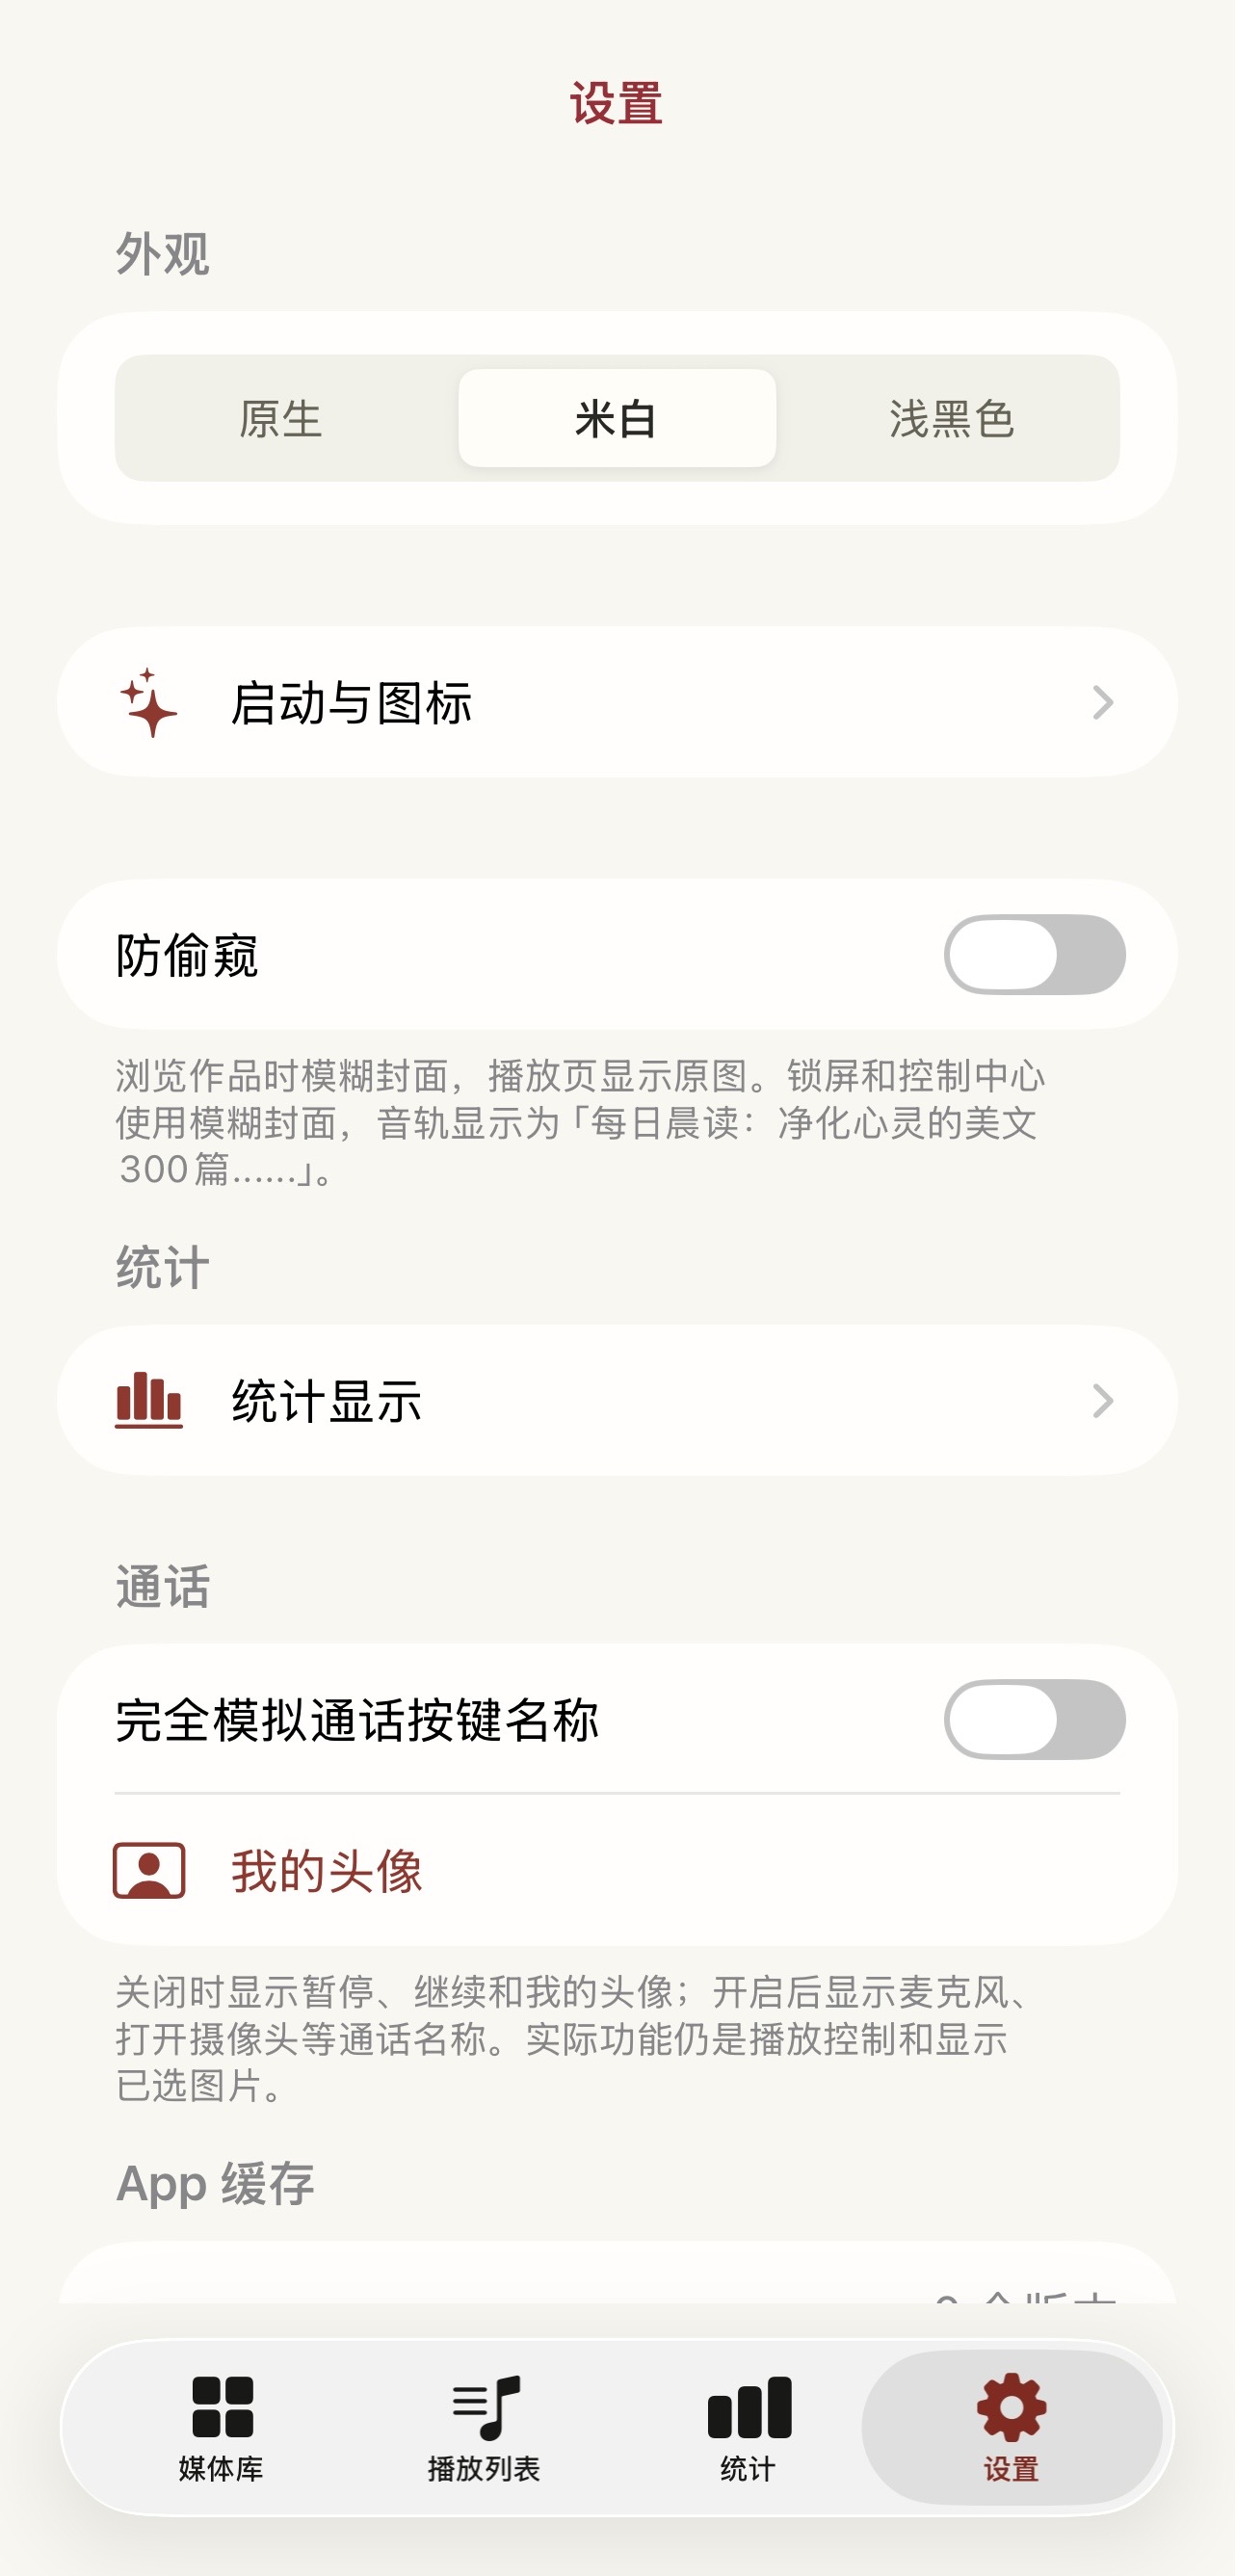 设置
外观
原生
米白
浅黑色
启动与图标
防偷窥
浏览作品时模糊封面，播放页显示原图。锁屏和控制中心
使用模糊封面，音轨显示为「每日晨读：净化心灵的美文
300 篇……」。
统计
统计显示
通话
完全模拟通话按键名称
我的头像
关闭时显示暂停、继续和我的头像；开启后显示麦克风、
打开摄像头等通话名称。实际功能仍是播放控制和显示
已选图片。
App 缓存
媒体库
播放列表
统计
设置